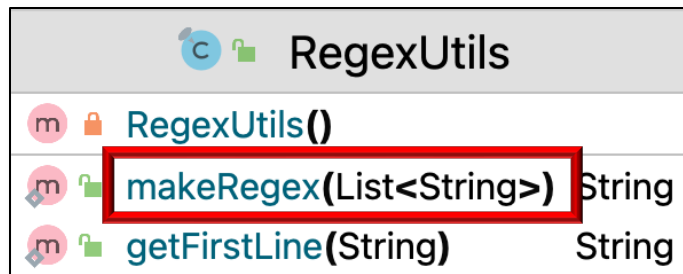 RegexUtils
m RegexUtils()
m makeRegex(List<String>) String
m getFirstLine(String) String